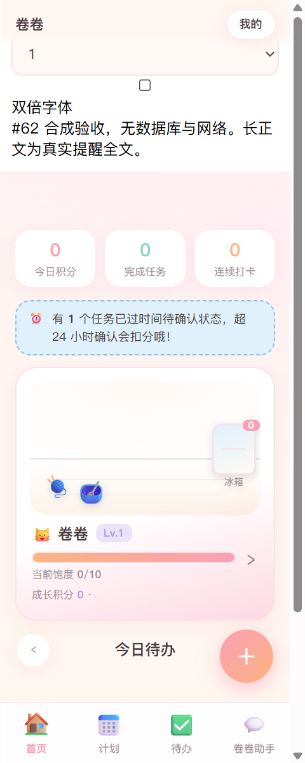 卷卷
我的
1
双倍字体
#62 合成验收，无数据库与网络。长正
文为真实提醒全文。
0
0
0
今日积分
完成任务
连续打卡
有 1 个任务已过时间待确认状态，超
24 小时确认会扣分哦！
0
冰箱
卷卷
Lv.1
当前饱度 0/10
成长积分 0 ·
>
<
今日待办
+
首页
计划
待办
卷卷助手